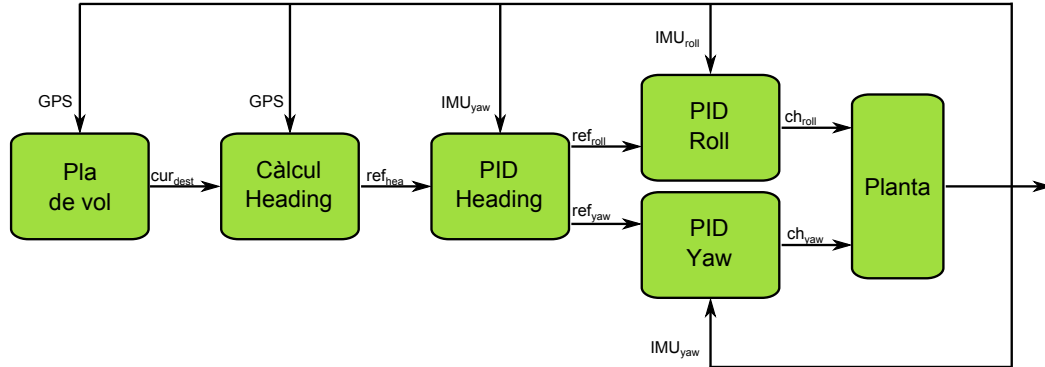 IMU_roll
GPS
GPS
IMU_yaw
PID
Roll
ch_roll
ref_roll
Pla
de vol
cur_dest
Càlcul
Heading
ref_hea
PID
Heading
Planta
ref_yaw
PID
Yaw
ch_yaw
IMU_yaw